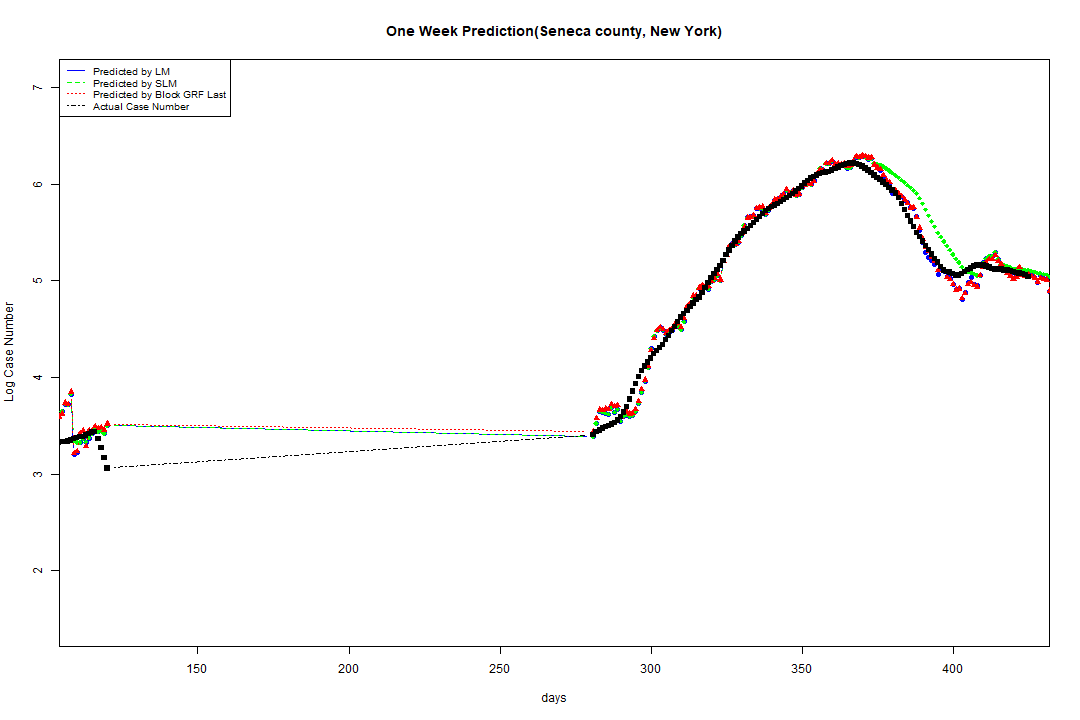 One Week Prediction(Seneca county, New York)
Predicted by LM
Predicted by SLM
Predicted by Block GRF Last
Actual Case Number
7
6
5
4
3
2
Log Case Number
150 200 250 300 350 400
days